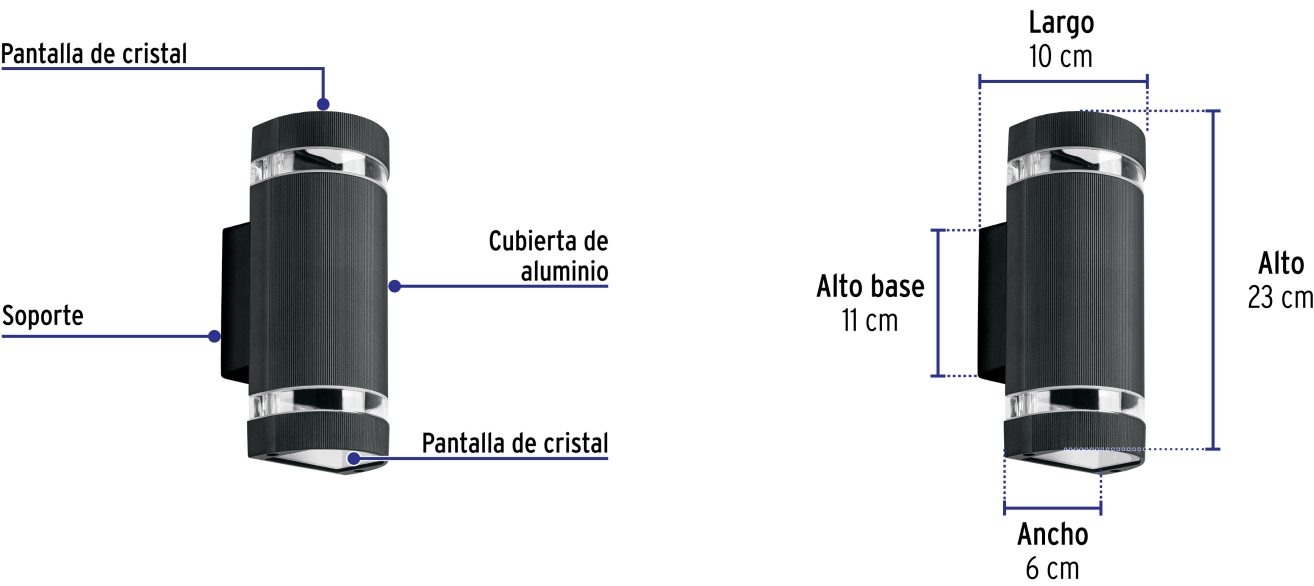 Pantalla de cristal
Cubierta de
aluminio
Soporte
Pantalla de cristal
Largo
10 cm
Alto base
11 cm
Alto
23 cm
Ancho
6 cm